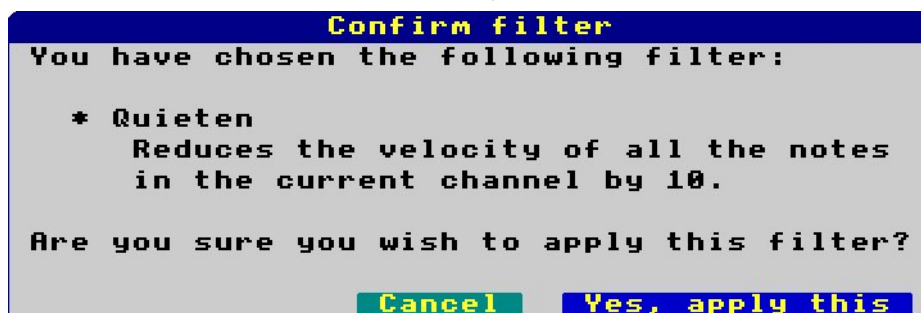 Confirm filter
You have chosen the following filter:
* Quieten
Reduces the velocity of all the notes
in the current channel by 10.
Are you sure you wish to apply this filter?
Cancel Yes, apply this